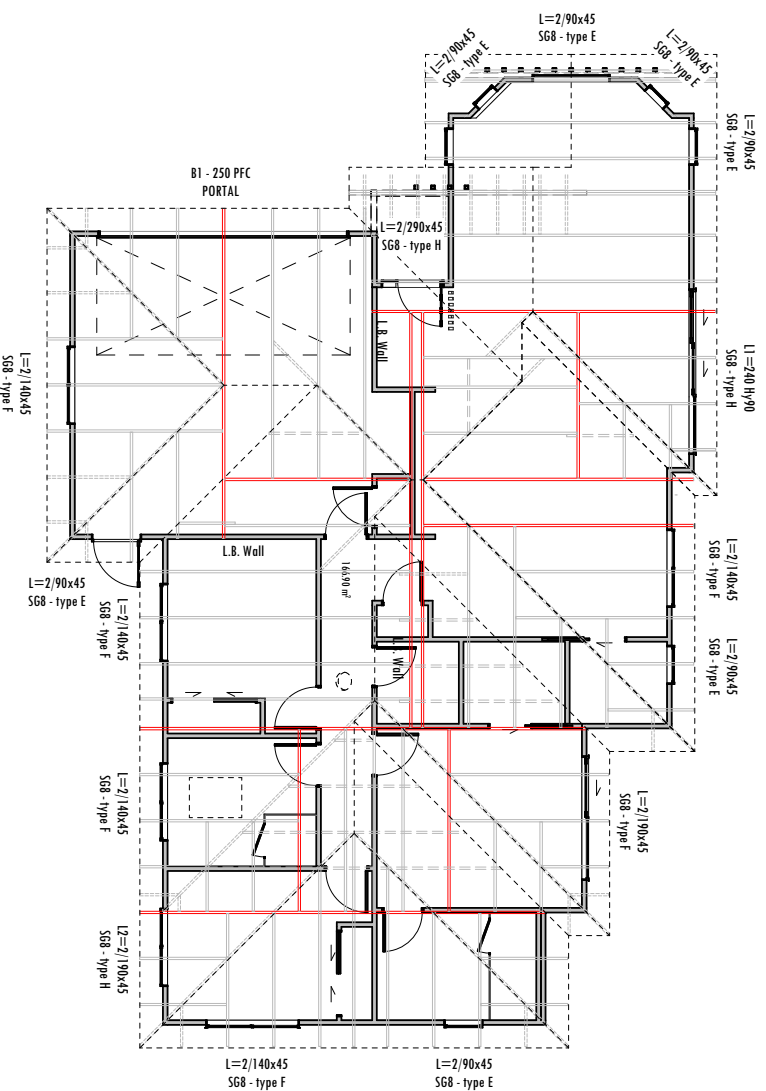 L=2/90x45
SG8 - type E
L=2/90x45
SG8 - type E
L=2/90x45
SG8 - type E
L=2/90x45
SG8 - type E
B1 - 250 PFC
PORTAL
L=2/290x45
SG8 - type H
L.B. Wall
L1=240 Hy90
SG8 - type H
L=2/140x45
SG8 - type F
L.B. Wall
16.90 m²
L=2/140x45
SG8 - type F
L=2/90x45
SG8 - type E
L=2/140x45
SG8 - type F
L.B. Wall
L=2/90x45
SG8 - type E
L=2/140x45
SG8 - type F
L=2/190x45
SG8 - type F
L2=2/190x45
SG8 - type H
L=2/140x45
SG8 - type F
L=2/90x45
SG8 - type E